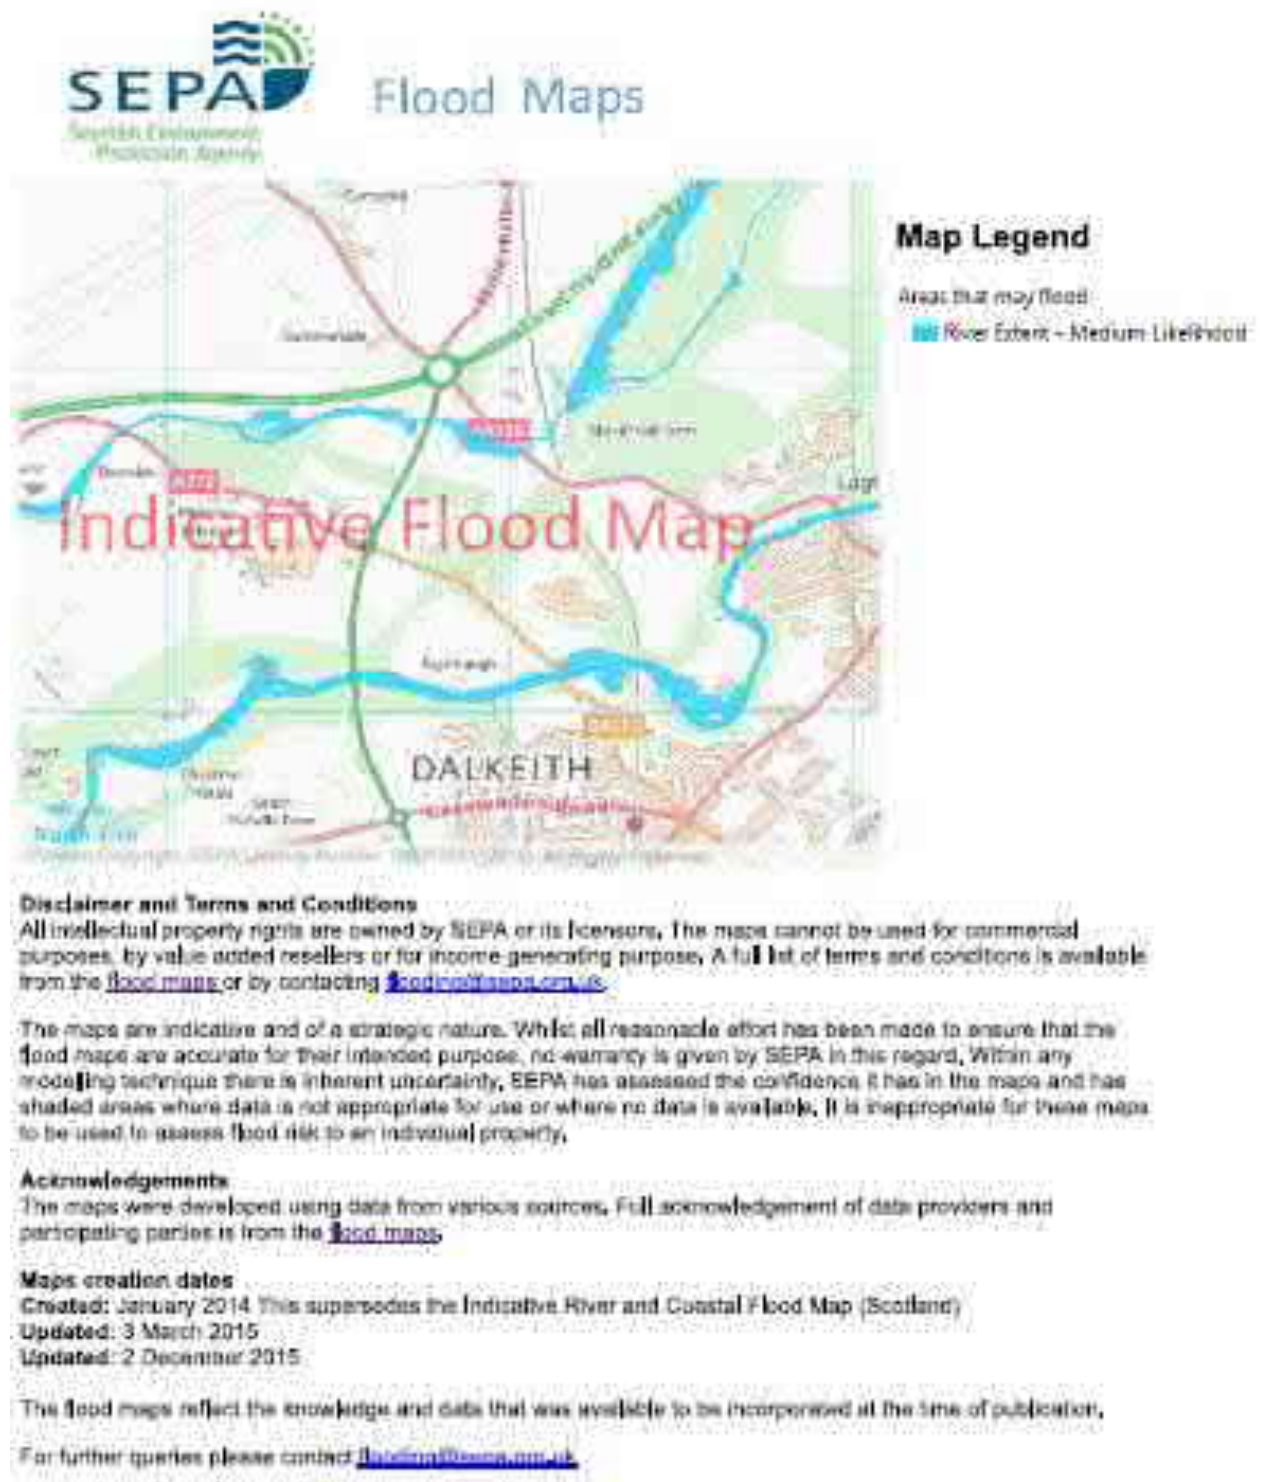 SEPA
Flood Maps
Scottish Environment
Protection Agency
Map Legend
Areas that may flood
River Extent - Medium Likelihood
Indicative Flood Map
DALKEITH
Disclaimer and Terms and Conditions
All intellectual property rights are owned by SEPA or its licensors. The maps cannot be used for commercial
purposes, by value added resellers or for income generating purpose. A full list of terms and conditions is available
from the flood maps or by contacting flooding@sepa.org.uk.
The maps are indicative and of a strategic nature. Whilst all reasonable effort has been made to ensure that the
flood maps are accurate for their intended purpose, no warranty is given by SEPA in this regard. Within any
modelling technique there is inherent uncertainty. SEPA has assessed the confidence it has in the maps and has
shaded areas where data is not appropriate for use or where no data is available. It is inappropriate for these maps
to be used to assess flood risk to an individual property.
Acknowledgements
The maps were developed using data from various sources. Full acknowledgement of data providers and
participating parties is from the flood maps.
Maps creation dates
Created: January 2014 This supersedes the Indicative River and Coastal Flood Map (Scotland)
Updated: 3 March 2015
Updated: 2 December 2015
The flood maps reflect the knowledge and data that was available to be incorporated at the time of publication.
For further queries please contact flooding@sepa.org.uk